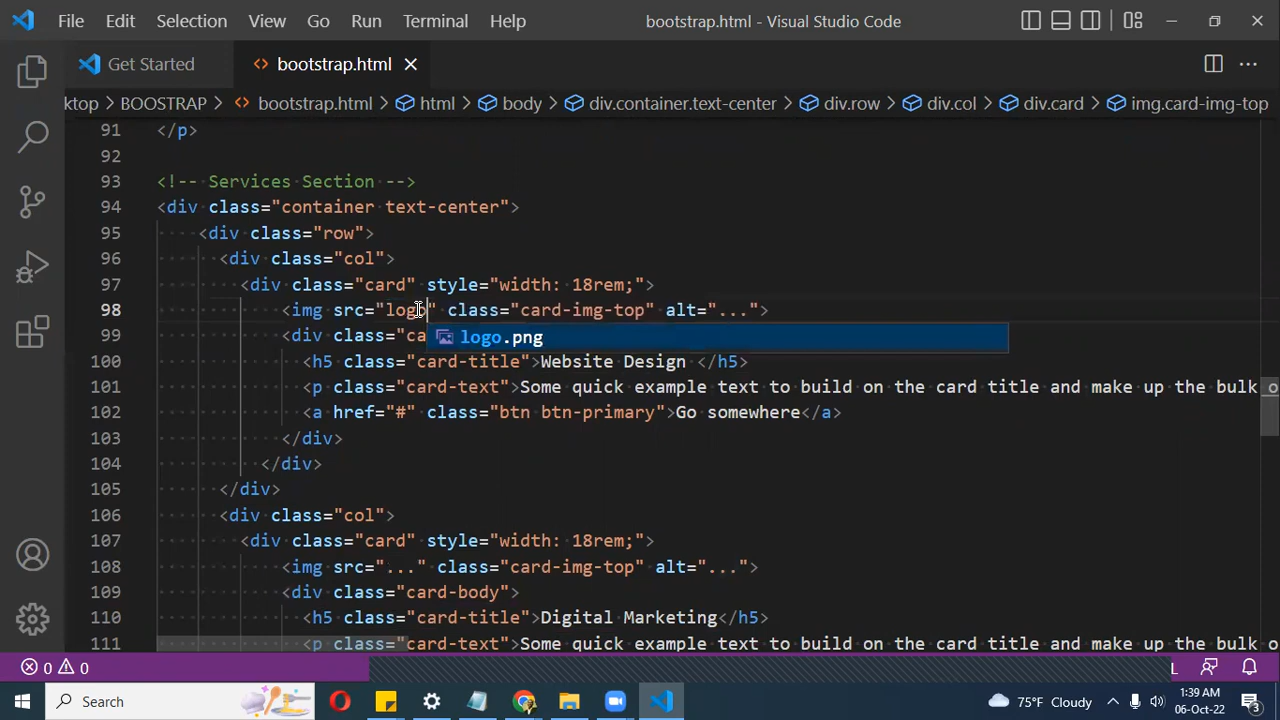 File Edit Selection View Go Run Terminal Help bootstrap.html - Visual Studio Code
Get Started bootstrap.html
ktop > BOOSTRAP > bootstrap.html > html > body > div.container.text-center > div.row > div.col > div.card > img.card-img-top
91 </p>
92
93 <!-- Services Section -->
94 <div class="container text-center">
95 <div class="row">
96 <div class="col">
97 <div class="card" style="width: 18rem;">
98 <img src="logo" class="card-img-top" alt="...">
99 <div class="ca
logo.png
100 <h5 class="card-title">Website Design </h5>
101 <p class="card-text">Some quick example text to build on the card title and make up the bulk o
102 <a href="#" class="btn btn-primary">Go somewhere</a>
103 </div>
104 </div>
105 </div>
106 <div class="col">
107 <div class="card" style="width: 18rem;">
108 <img src="..." class="card-img-top" alt="...">
109 <div class="card-body">
110 <h5 class="card-title">Digital Marketing</h5>
111 <p class="card-text">Some quick example text to build on the card title and make up the bulk o
0 0
Search 75°F Cloudy 1:39 AM
06-Oct-22 3